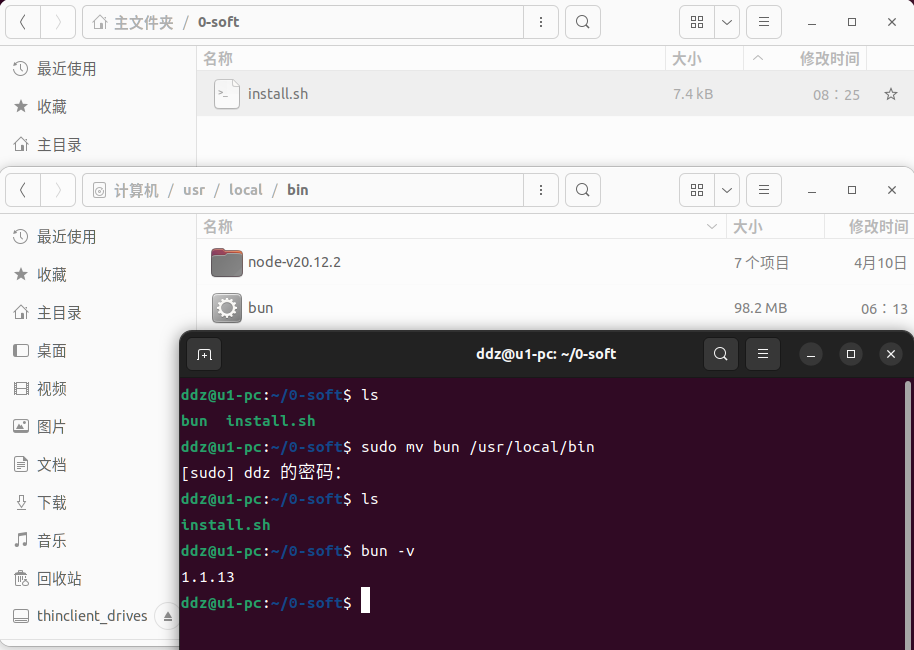 主文件夹 / 0-soft
名称 大小 修改时间
最近使用
install.sh 7.4 kB 08：25
收藏
主目录
计算机 / usr / local / bin
名称 大小 修改时间
最近使用
node-v20.12.2 7 个项目 4月10日
收藏
主目录
bun 98.2 MB 06：13
桌面
视频
图片
文档
下载
音乐
回收站
thinclient_drives
ddz@u1-pc: ~/0-soft
ddz@u1-pc:~/0-soft$ ls
bun install.sh
ddz@u1-pc:~/0-soft$ sudo mv bun /usr/local/bin
[sudo] ddz 的密码：
ddz@u1-pc:~/0-soft$ ls
install.sh
ddz@u1-pc:~/0-soft$ bun -v
1.1.13
ddz@u1-pc:~/0-soft$